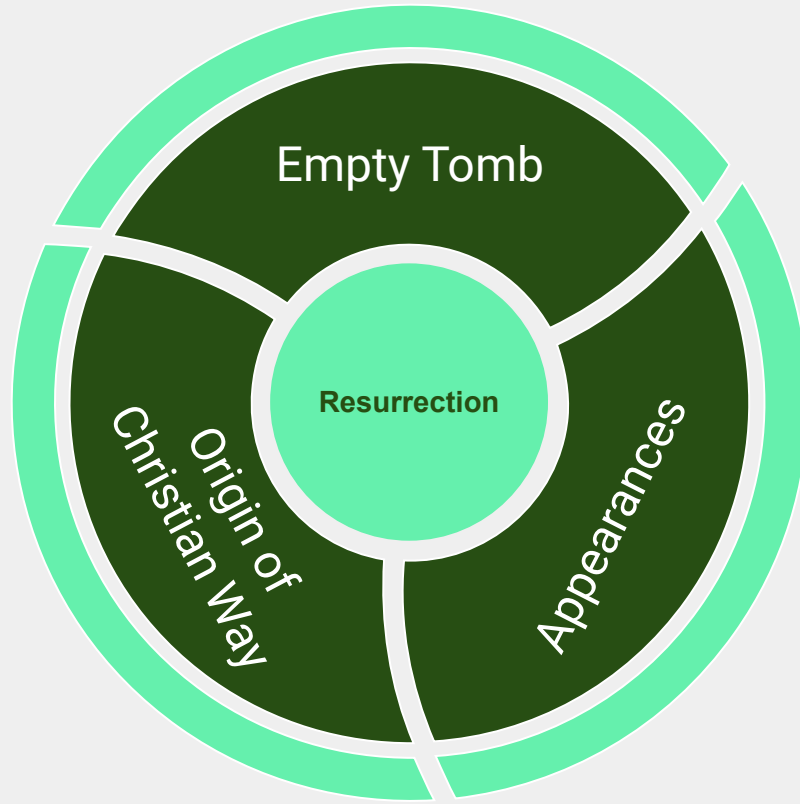 Empty Tomb
Resurrection
Appearances
Origin of
Christian Way